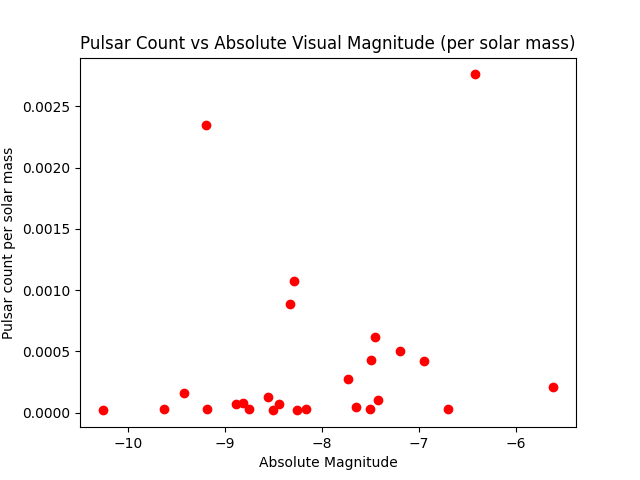 Pulsar Count vs Absolute Visual Magnitude (per solar mass)
Pulsar count per solar mass
0.0025
0.0020
0.0015
0.0010
0.0005
0.0000
−10 −9 −8 −7 −6
Absolute Magnitude